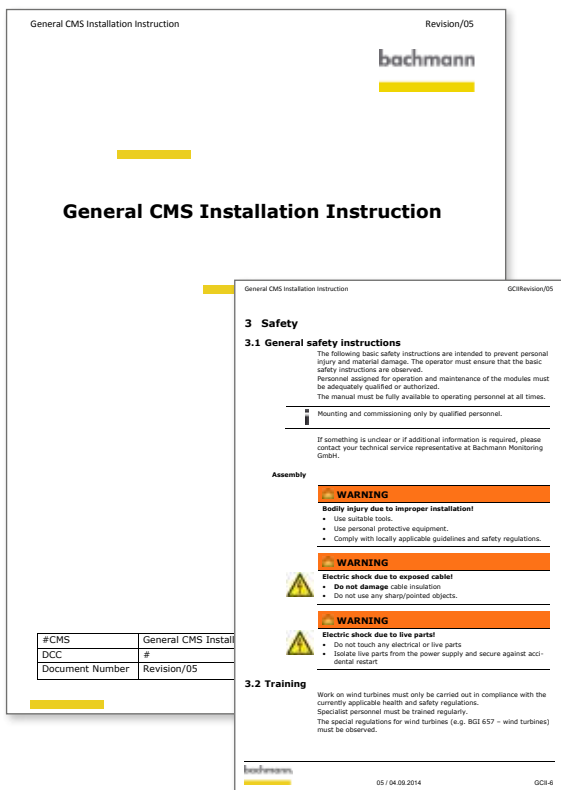 General CMS Installation Instruction Revision/05
bachmann
General CMS Installation Instruction
#CMS General CMS Install
DCC #
Document Number Revision/05
General CMS Installation Instruction GCIIRevision/05
3 Safety
3.1 General safety instructions
The following basic safety instructions are intended to prevent personal
injury and material damage. The operator must ensure that the basic
safety instructions are observed.
Personnel assigned for operation and maintenance of the modules must
be adequately qualified or authorized.
The manual must be fully available to operating personnel at all times.
i Mounting and commissioning only by qualified personnel.
If something is unclear or if additional information is required, please
contact your technical service representative at Bachmann Monitoring
GmbH.
Assembly
WARNING
Bodily injury due to improper installation!
• Use suitable tools.
• Use personal protective equipment.
• Comply with locally applicable guidelines and safety regulations.
WARNING
Electric shock due to exposed cable!
• Do not damage cable insulation
• Do not use any sharp/pointed objects.
WARNING
Electric shock due to live parts!
• Do not touch any electrical or live parts
• Isolate live parts from the power supply and secure against acci-
dental restart
3.2 Training
Work on wind turbines must only be carried out in compliance with the
currently applicable health and safety regulations.
Specialist personnel must be trained regularly.
The special regulations for wind turbines (e.g. BGI 657 – wind turbines)
must be observed.
bachmann.
05 / 04.09.2014 GCII-6